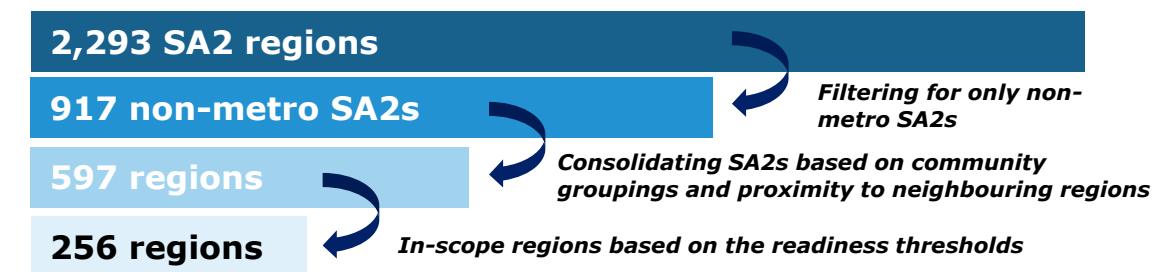 2,293 SA2 regions
917 non-metro SA2s
Filtering for only non-
metro SA2s
597 regions
Consolidating SA2s based on community
groupings and proximity to neighbouring regions
256 regions
In-scope regions based on the readiness thresholds